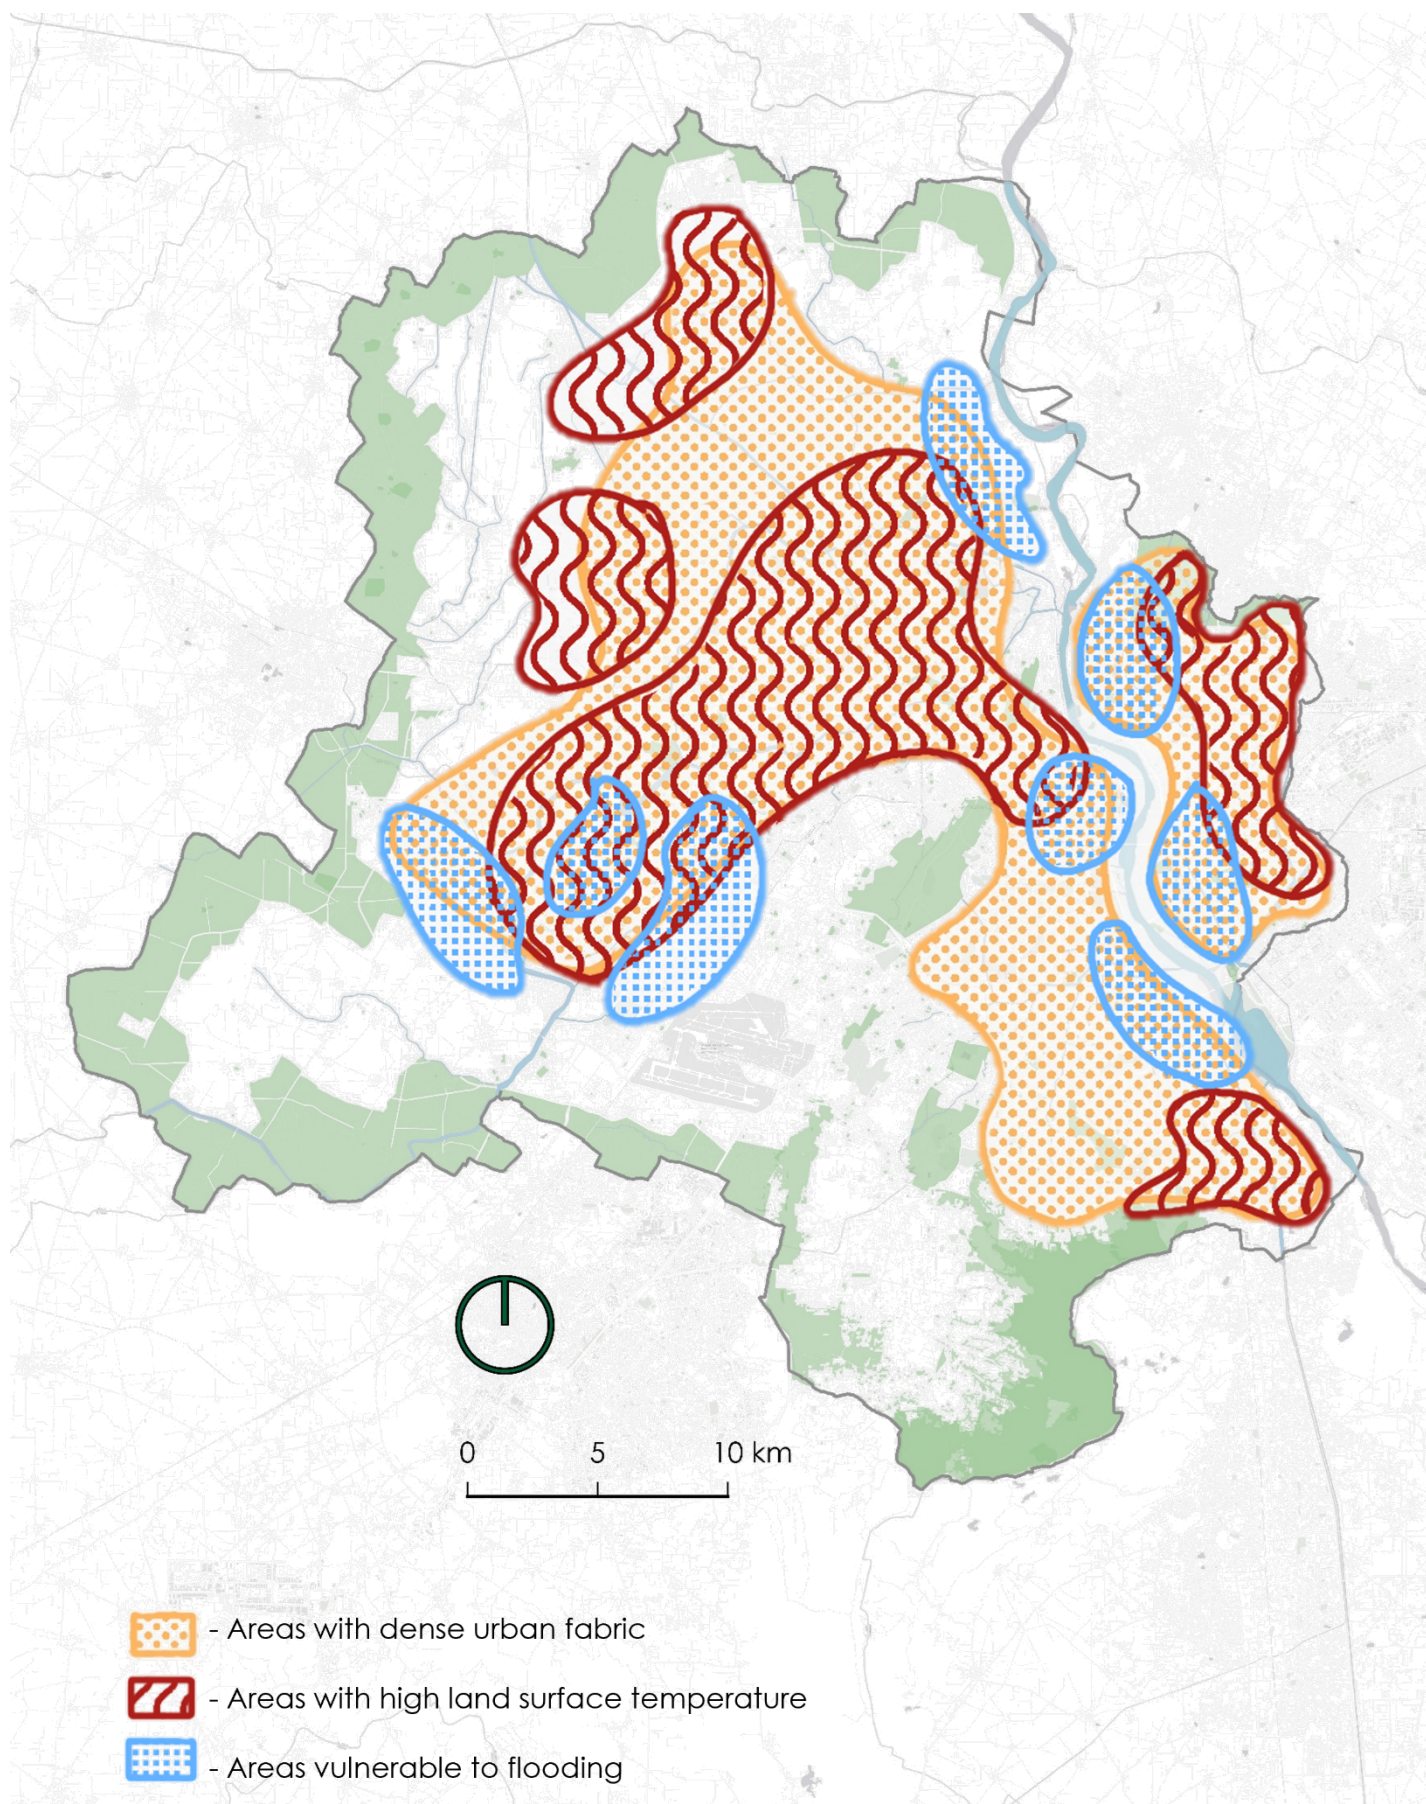 0 5 10 km
- Areas with dense urban fabric
- Areas with high land surface temperature
- Areas vulnerable to flooding